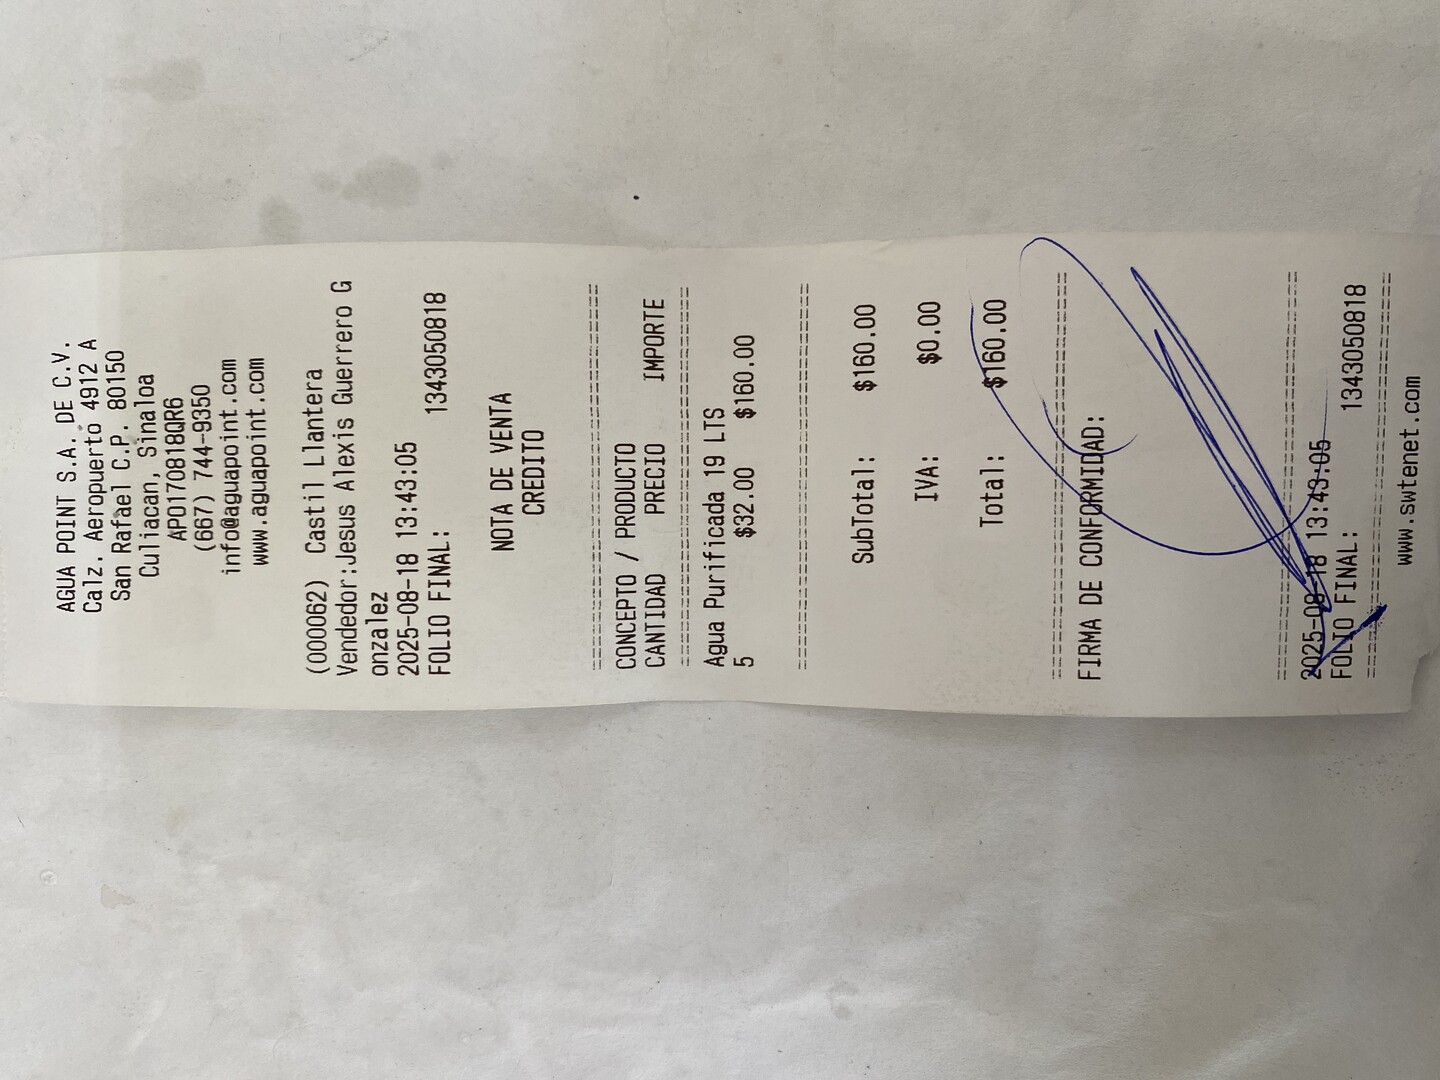 AGUA POINT S.A. DE C.V.
Calz. Aeropuerto 4912 A
San Rafael C.P. 80150
Culiacan, Sinaloa
APO170818QR6
(667) 744-9350
info@aguapoint.com
www.aguapoint.com
(000062) Castil Llantera
Vendedor:Jesus Alexis Guerrero G
onzalez
2025-08-18 13:43:05
FOLIO FINAL: 1343050818
NOTA DE VENTA
CREDITO
CONCEPTO / PRODUCTO
CANTIDAD PRECIO IMPORTE
Agua Purificada 19 LTS
5 $32.00 $160.00
SubTotal: $160.00
IVA: $0.00
Total: $160.00
FIRMA DE CONFORMIDAD:
2025-08-18 13:43:05
FOLIO FINAL: 1343050818
www.swtenet.com